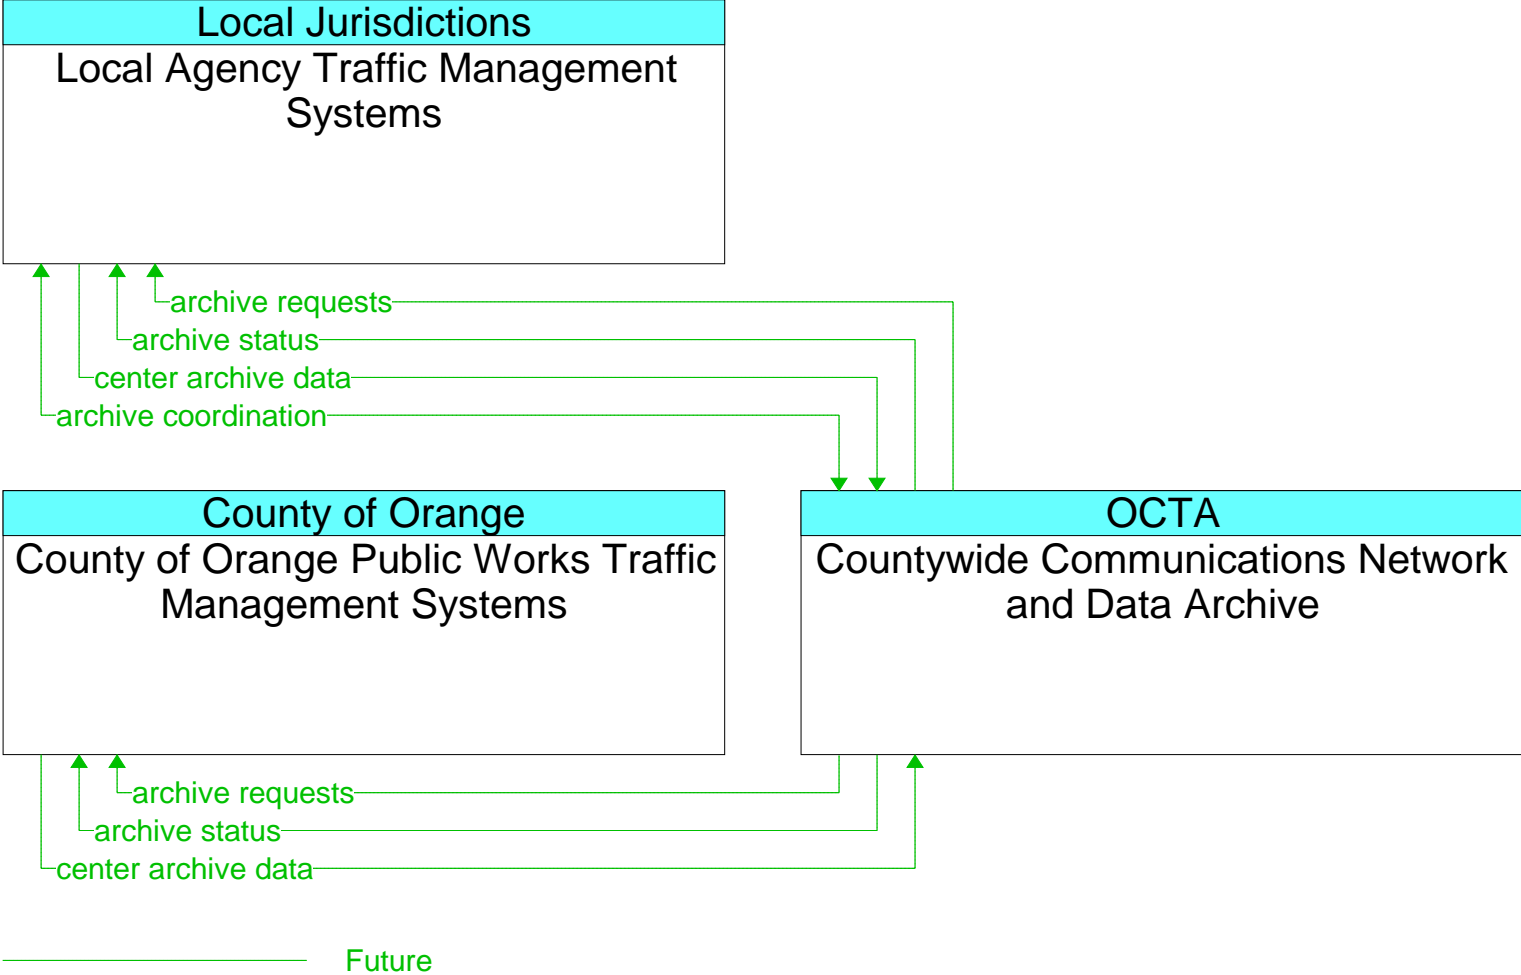 Local Jurisdictions
Local Agency Traffic Management
Systems
archive requests
archive status
center archive data
archive coordination
County of Orange
County of Orange Public Works Traffic
Management Systems
OCTA
Countywide Communications Network
and Data Archive
archive requests
archive status
center archive data
Future